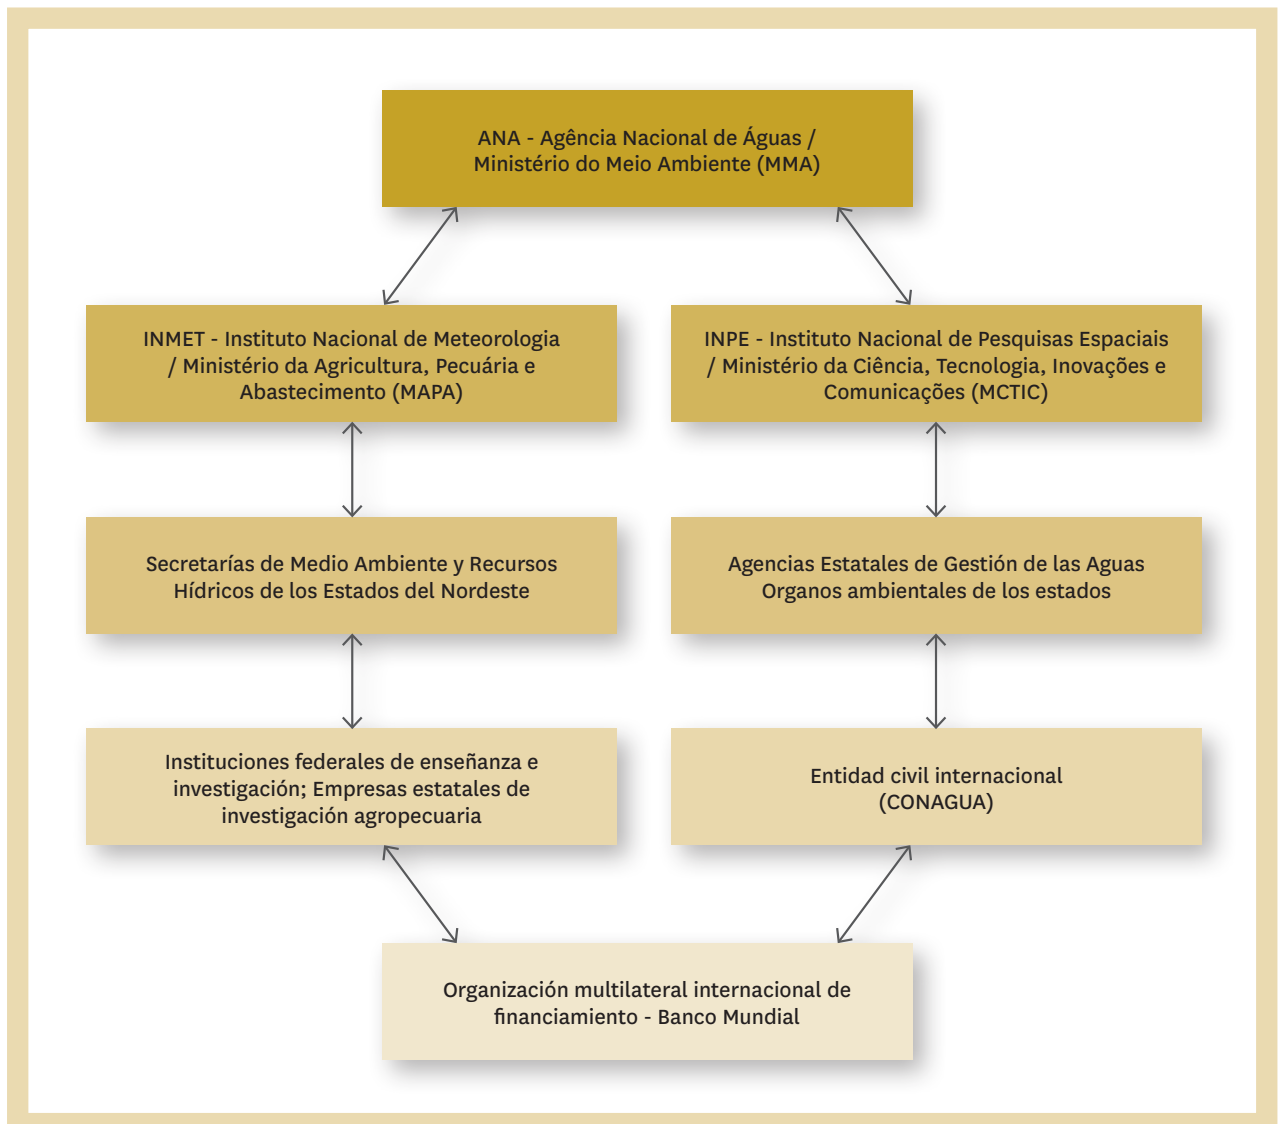 ANA - Agência Nacional de Águas /
Ministério do Meio Ambiente (MMA)
INMET - Instituto Nacional de Meteorologia
/ Ministério da Agricultura, Pecuária e
Abastecimento (MAPA)
INPE - Instituto Nacional de Pesquisas Espaciais
/ Ministério da Ciência, Tecnologia, Inovações e
Comunicações (MCTIC)
Secretarías de Medio Ambiente y Recursos
Hídricos de los Estados del Nordeste
Agencias Estatales de Gestión de las Aguas
Organos ambientales de los estados
Instituciones federales de enseñanza e
investigación; Empresas estatales de
investigación agropecuaria
Entidad civil internacional
(CONAGUA)
Organización multilateral internacional de
financiamiento - Banco Mundial